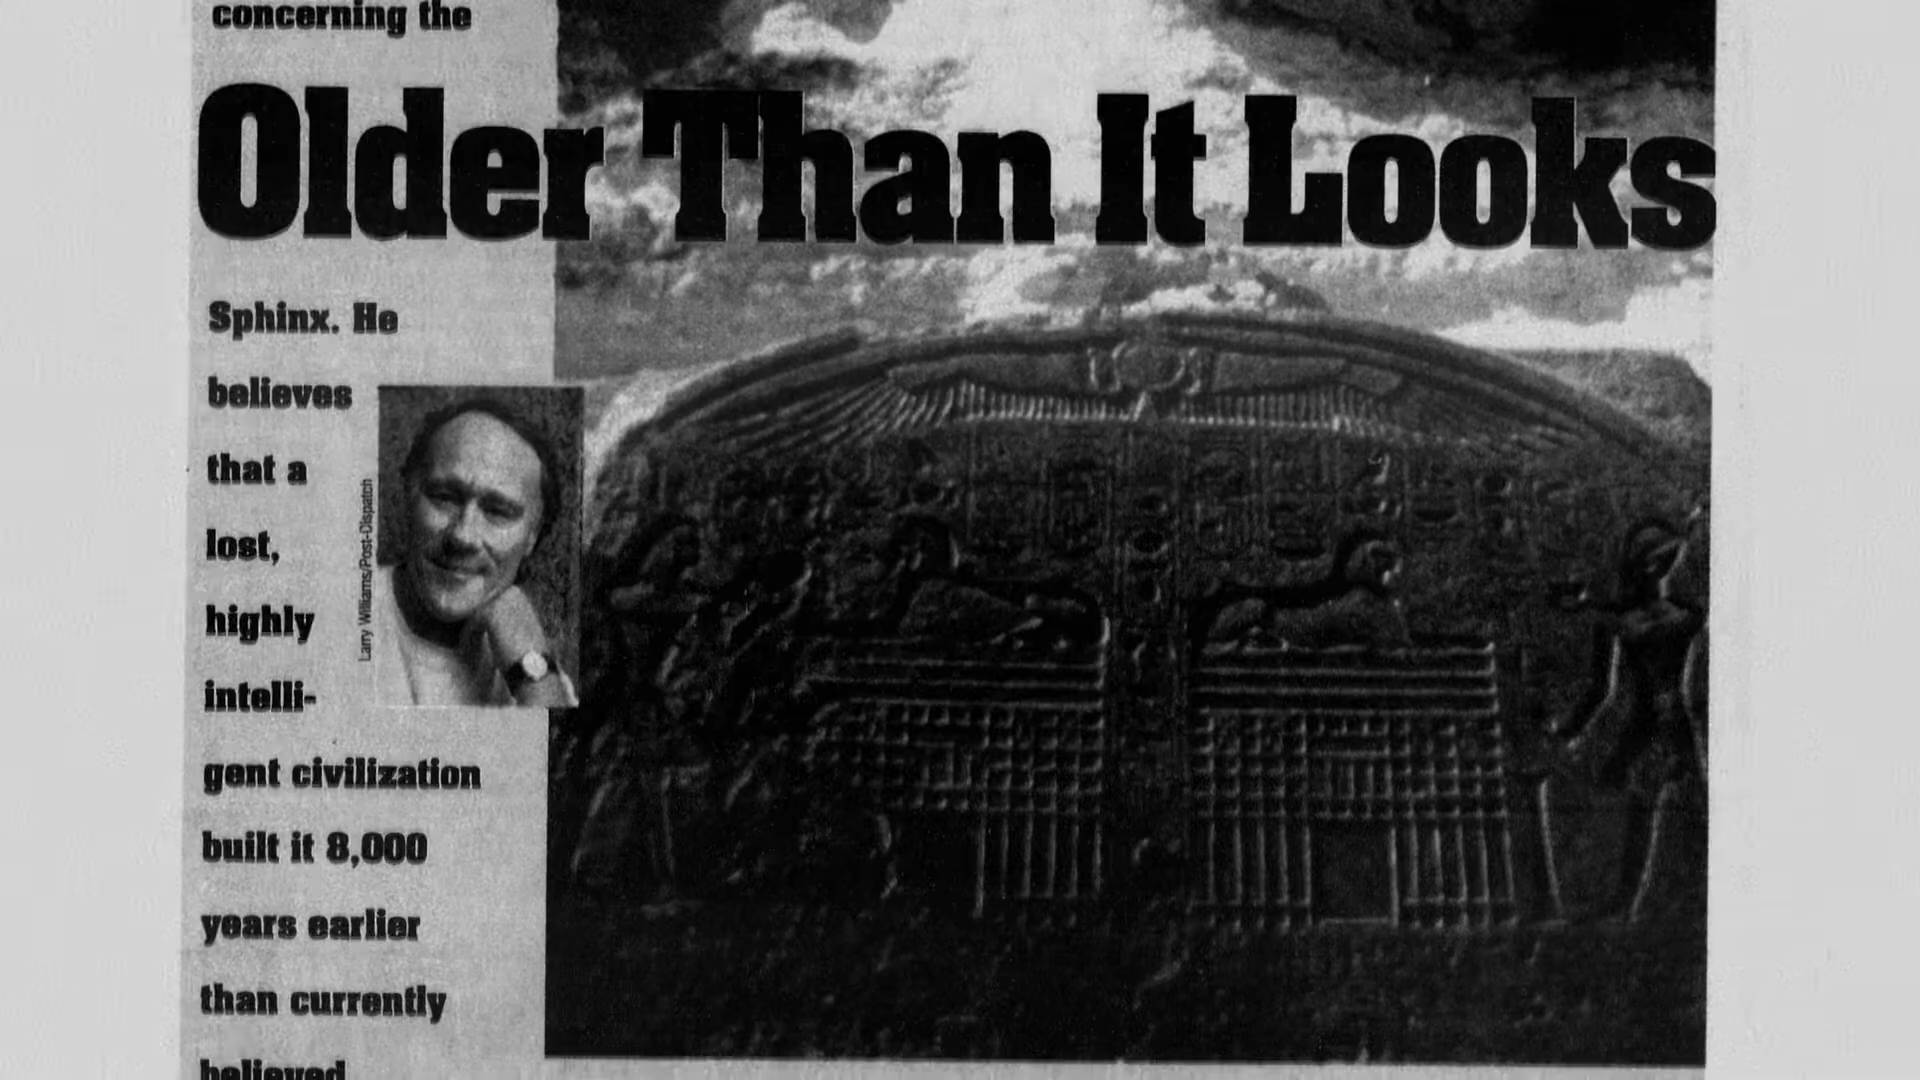 concerning the
Older Than It Looks
Sphinx. He
believes
that a
lost,
highly
intelli-
gent civilization
built it 8,000
years earlier
than currently
believed
Larry Williams/Post-Dispatch